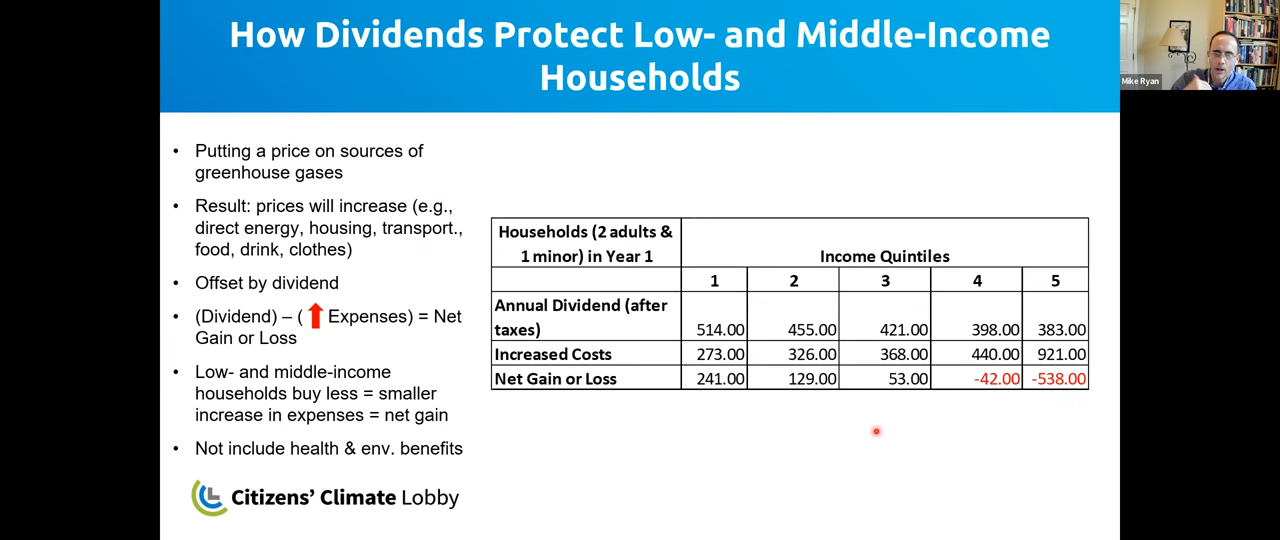 How Dividends Protect Low- and Middle-Income
Households
Mike Ryan
• Putting a price on sources of
greenhouse gases
• Result: prices will increase (e.g.,
direct energy, housing, transport.,
food, drink, clothes)
• Offset by dividend
• (Dividend) – ( Expenses) = Net
Gain or Loss
• Low- and middle-income
households buy less = smaller
increase in expenses = net gain
• Not include health & env. benefits
Citizens' Climate Lobby
Households (2 adults &
1 minor) in Year 1 Income Quintiles
1 2 3 4 5
Annual Dividend (after
taxes) 514.00 455.00 421.00 398.00 383.00
Increased Costs 273.00 326.00 368.00 440.00 921.00
Net Gain or Loss 241.00 129.00 53.00 -42.00 -538.00